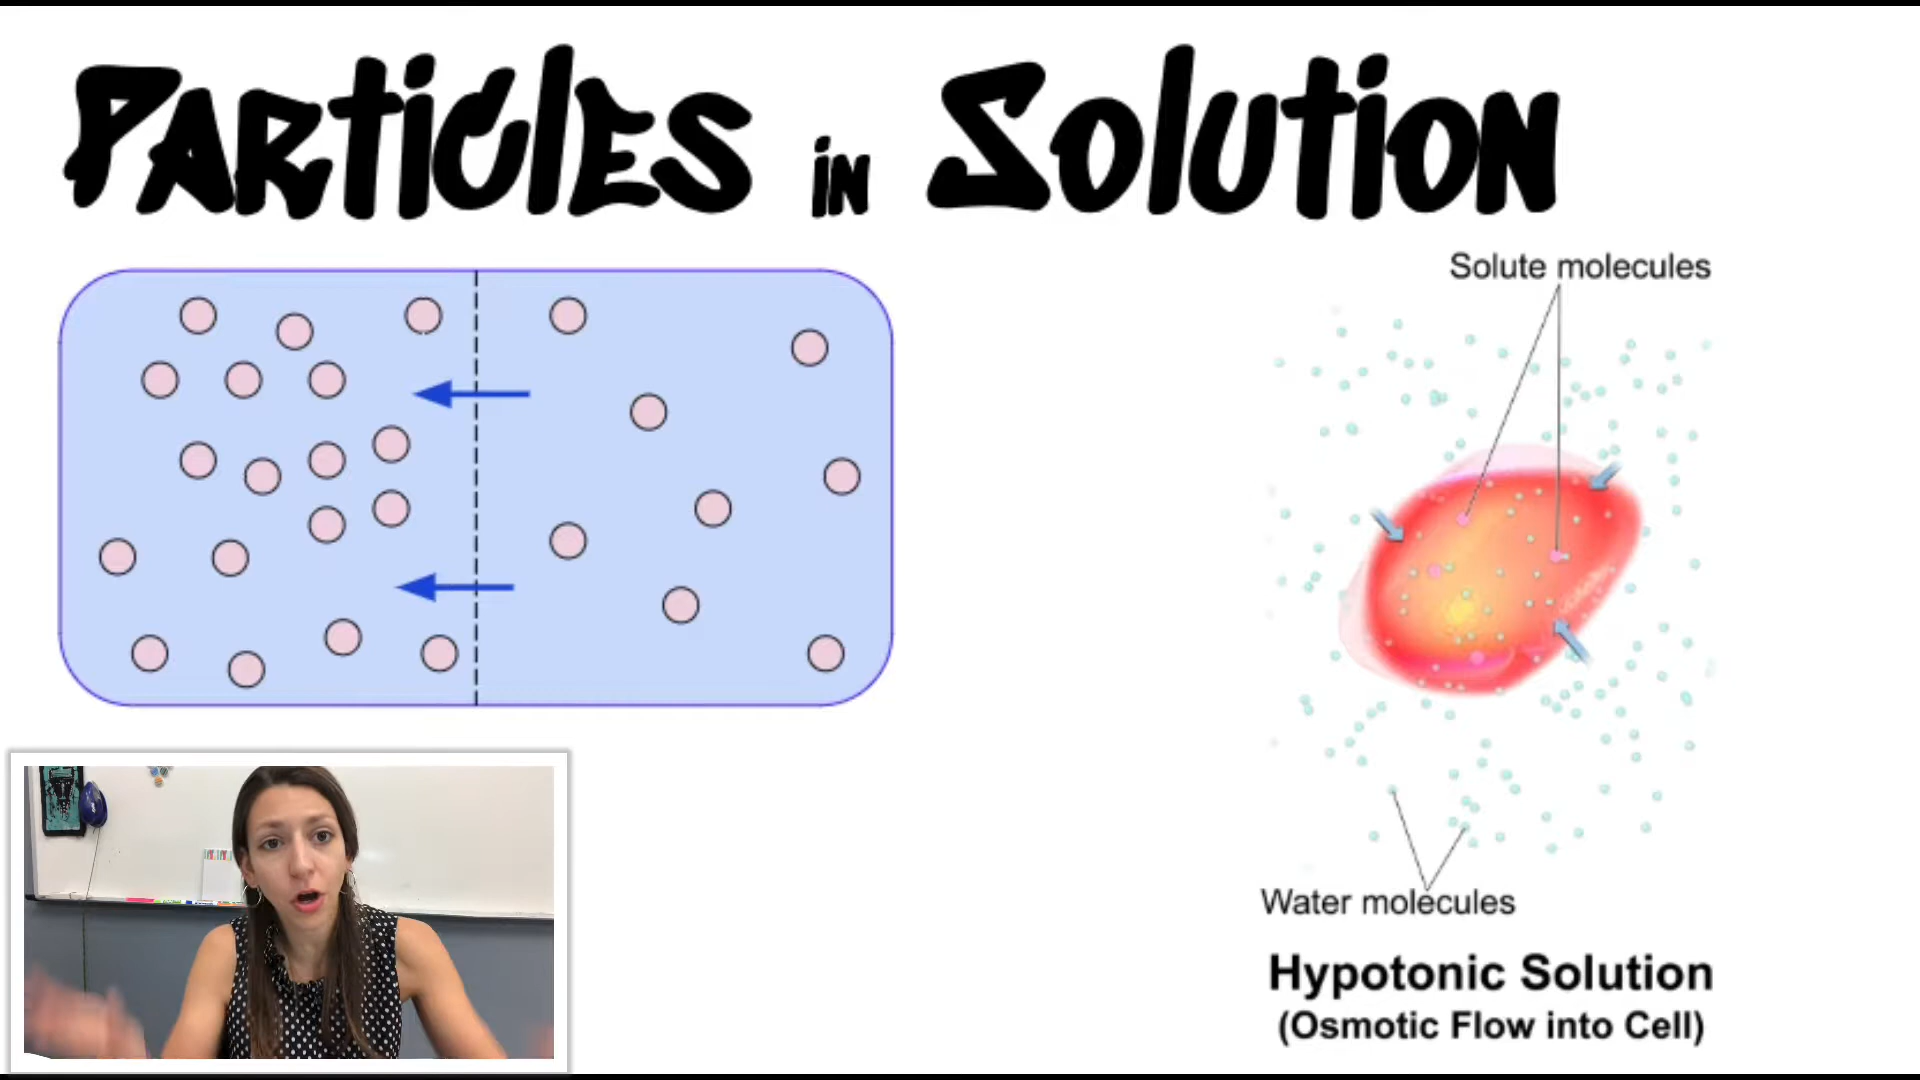 Particles in Solution
Solute molecules
Water molecules
Hypotonic Solution
(Osmotic Flow into Cell)